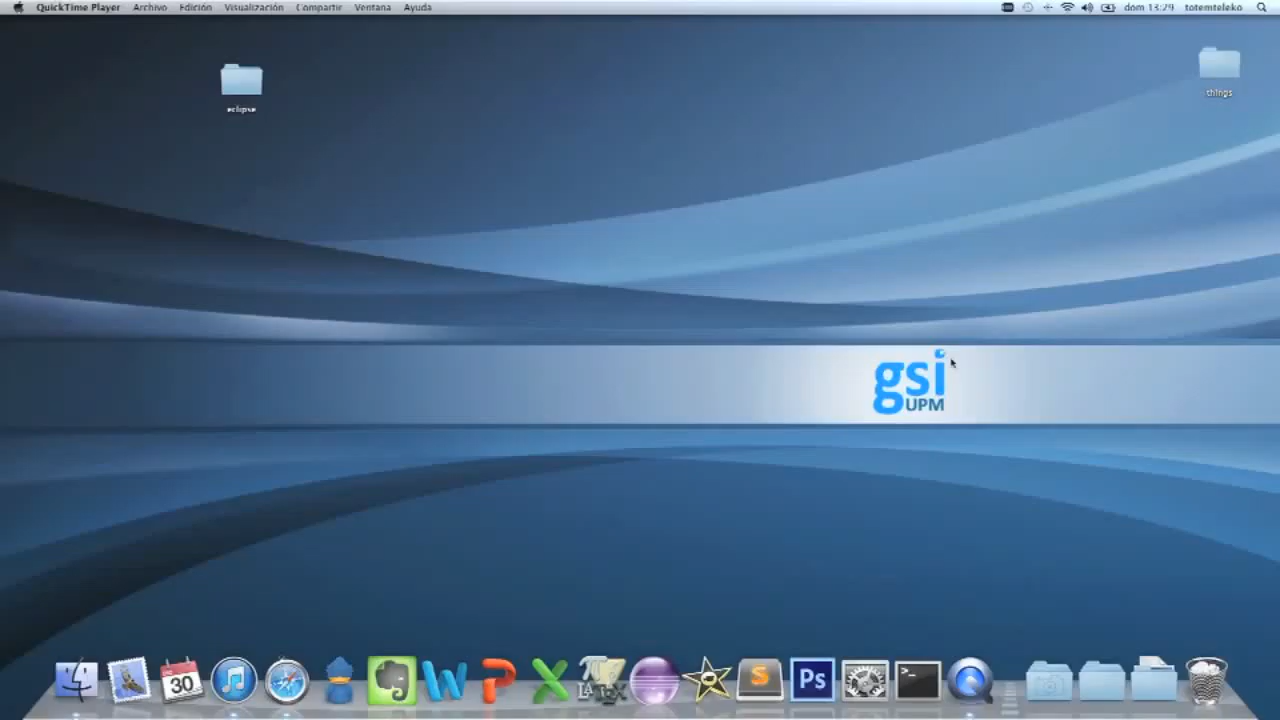 QuickTime Player Archivo Edición Visualización Compartir Ventana Ayuda dom 13:29 totemteleko
eclipse
things
gsi
UPM
30
S
Ps
>_